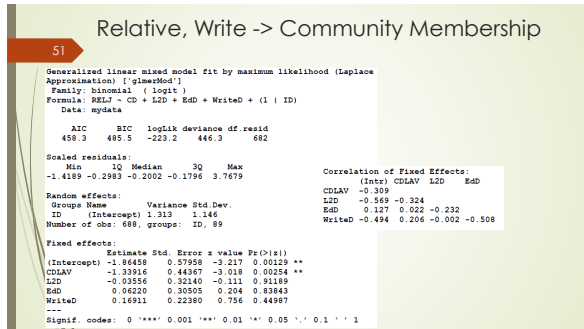 Relative, Write -> Community Membership
51
Generalized linear mixed model fit by maximum likelihood (Laplace
Approximation) ['glmerMod']
Family: binomial ( logit )
Formula: RELJ ~ CD + L2D + EdD + WriteD + (1 | ID)
Data: mydata
AIC BIC logLik deviance df.resid
458.3 485.5 -223.2 446.3 682
Scaled residuals:
Min 1Q Median 3Q Max
-1.4189 -0.2983 -0.2002 -0.1796 3.7679
Random effects:
Groups Name Variance Std.Dev.
ID (Intercept) 1.313 1.146
Number of obs: 688, groups: ID, 89
Fixed effects:
Estimate Std. Error z value Pr(>|z|)
(Intercept) -1.86458 0.57958 -3.217 0.00129 **
CDLAV -1.33916 0.44367 -3.018 0.00254 **
L2D -0.03556 0.32140 -0.111 0.91189
EdD 0.06220 0.30505 0.204 0.83843
WriteD 0.16911 0.22380 0.756 0.44987
---
Signif. codes: 0 '***' 0.001 '**' 0.01 '*' 0.05 '.' 0.1 ' ' 1
Correlation of Fixed Effects:
(Intr) CDLAV L2D EdD
CDLAV -0.309
L2D -0.569 -0.324
EdD 0.127 0.022 -0.232
WriteD -0.494 0.206 -0.002 -0.508